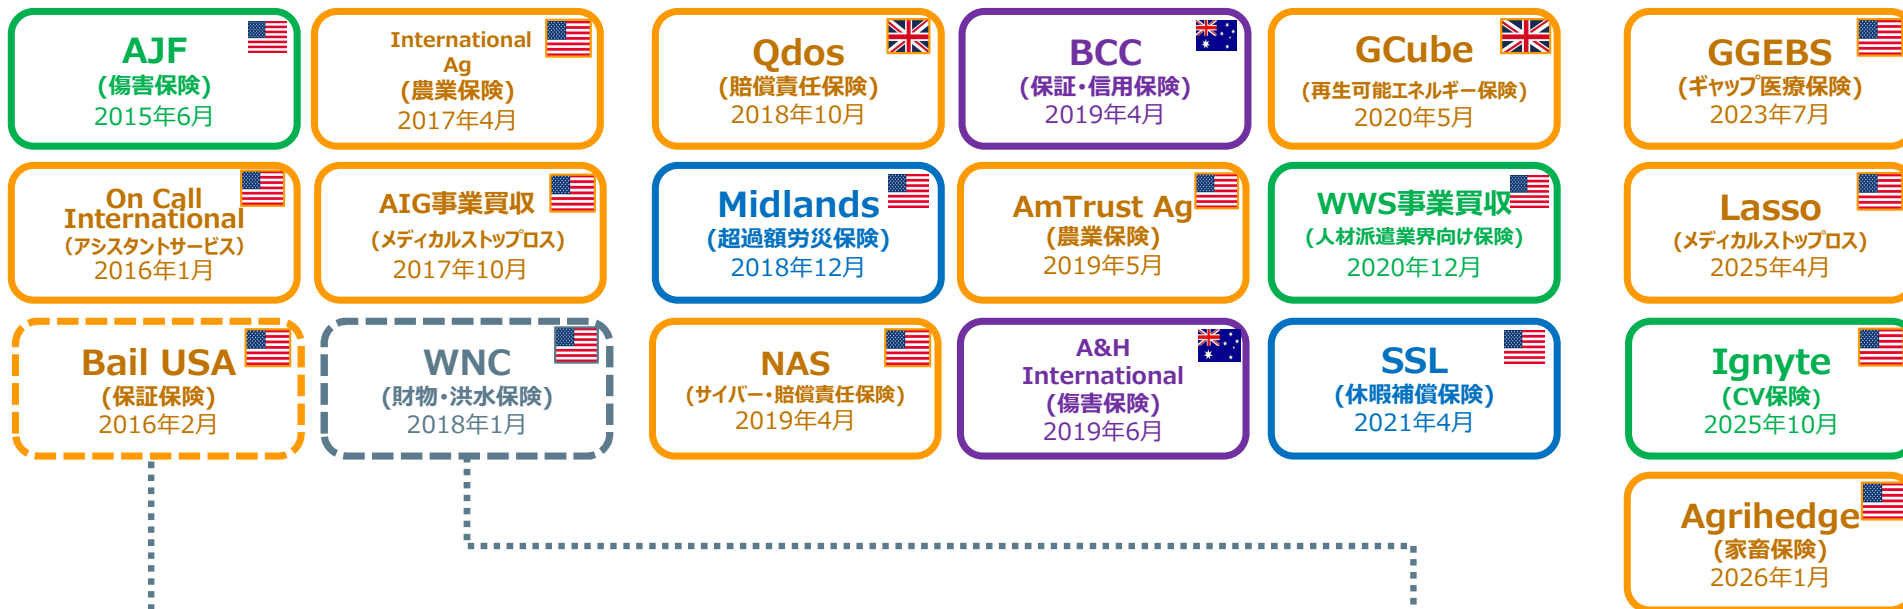 AJF
(傷害保険)
2015年6月
International
Ag
(農業保険)
2017年4月
Qdos
(賠償責任保険)
2018年10月
BCC
(保証・信用保険)
2019年4月
GCube
(再生可能エネルギー保険)
2020年5月
GGEBS
(ギャップ医療保険)
2023年7月
On Call
International
(アシスタントサービス)
2016年1月
AIG事業買収
(メディカルストップロス)
2017年10月
Midlands
(超過額労災保険)
2018年12月
AmTrust Ag
(農業保険)
2019年5月
WWS事業買収
(人材派遣業界向け保険)
2020年12月
Lasso
(メディカルストップロス)
2025年4月
Bail USA
(保証保険)
2016年2月
WNC
(財物・洪水保険)
2018年1月
NAS
(サイバー・賠償責任保険)
2019年4月
A&H
International
(傷害保険)
2019年6月
SSL
(休暇補償保険)
2021年4月
Ignyte
(CV保険)
2025年10月
Agrihedge
(家畜保険)
2026年1月